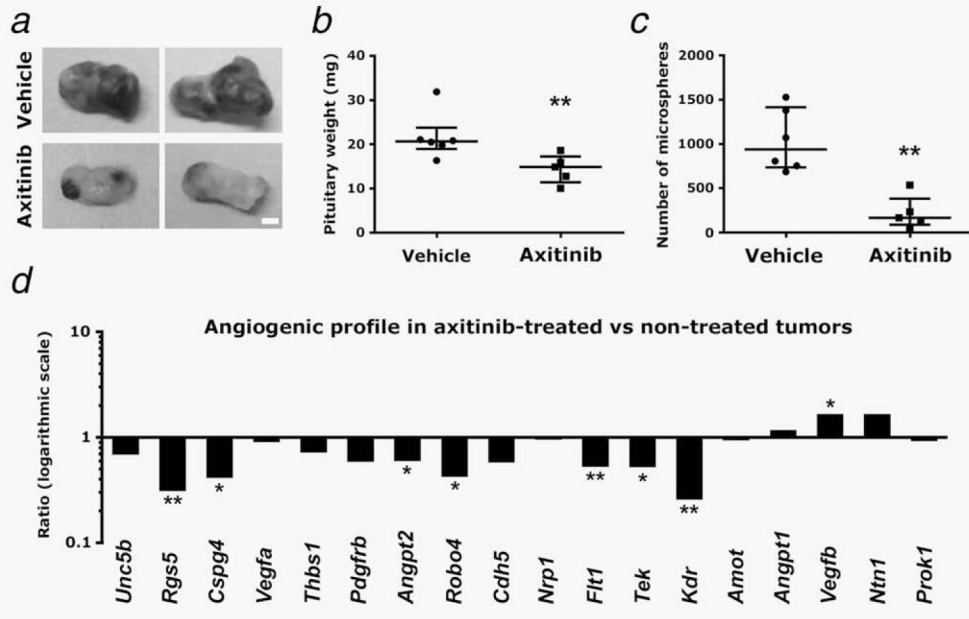 a
Vehicle
Axitinib
b
Pituitary weight (mg)
40
30
20
10
0
**
Vehicle
Axitinib
c
Number of microspheres
2000
1500
1000
500
0
**
Vehicle
Axitinib
d
Angiogenic profile in axitinib-treated vs non-treated tumors
Ratio (logarithmic scale)
10
1
0.1
**
*
*
*
**
*
**
*
Unc5b
Rgs5
Cspg4
Vegfa
Thbs1
Pdgfrb
Angpt2
Robo4
Cdh5
Nrp1
Flt1
Tek
Kdr
Amot
Angpt1
Vegfb
Ntn1
Prok1